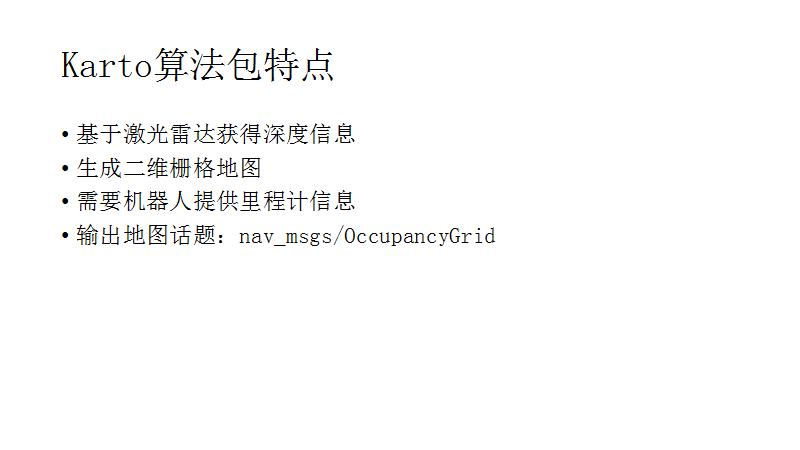 Karto算法包特点
• 基于激光雷达获得深度信息
• 生成二维栅格地图
• 需要机器人提供里程计信息
• 输出地图话题：nav_msgs/OccupancyGrid